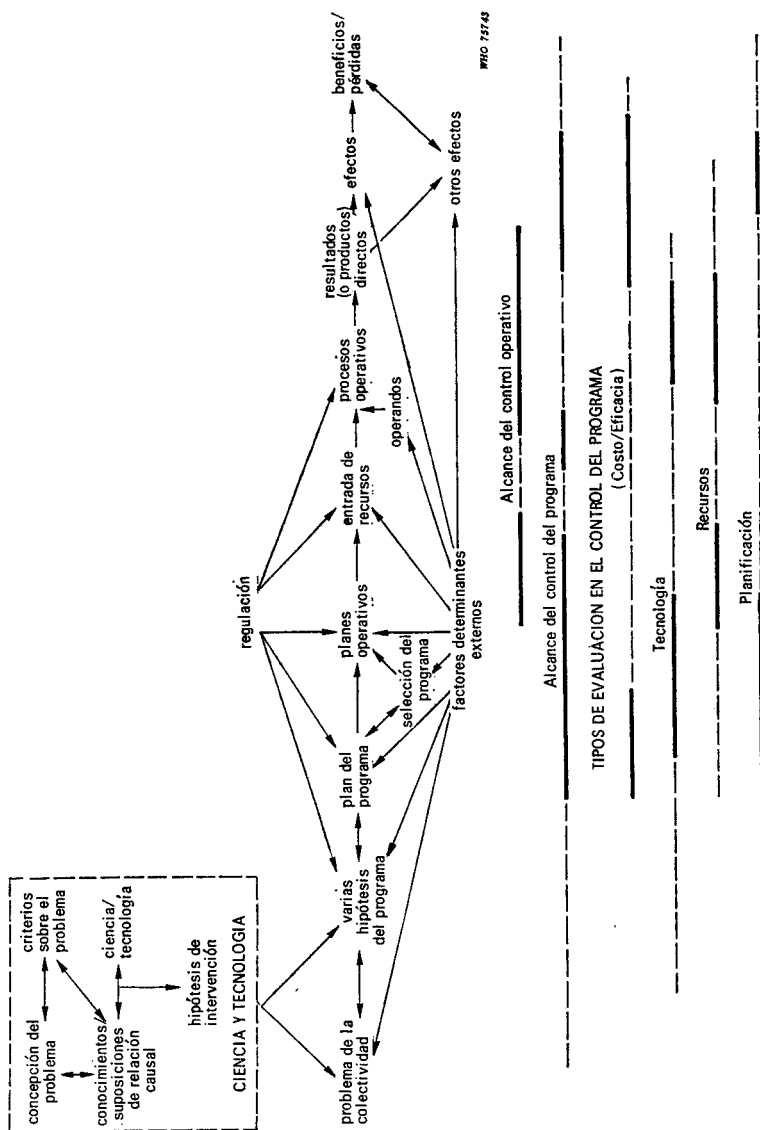 concepción del
problema
criterios
sobre el
problema
conocimientos/
suposiciones
de relación
causal
ciencia/
tecnología
hipótesis de
intervención
CIENCIA Y TECNOLOGIA
regulación
problema de la
colectividad
varias
hipótesis
del programa
plan del
programa
selección del
programa
planes
operativos
entrada de
recursos
operandos
procesos
operativos
resultados
(o productos)
directos
efectos
beneficios/
pérdidas
factores determinantes
externos
otros efectos
WHO 75743
Alcance del control operativo
Alcance del control del programa
TIPOS DE EVALUACION EN EL CONTROL DEL PROGRAMA
(Costo/Eficacia)
Tecnología
Recursos
Planificación